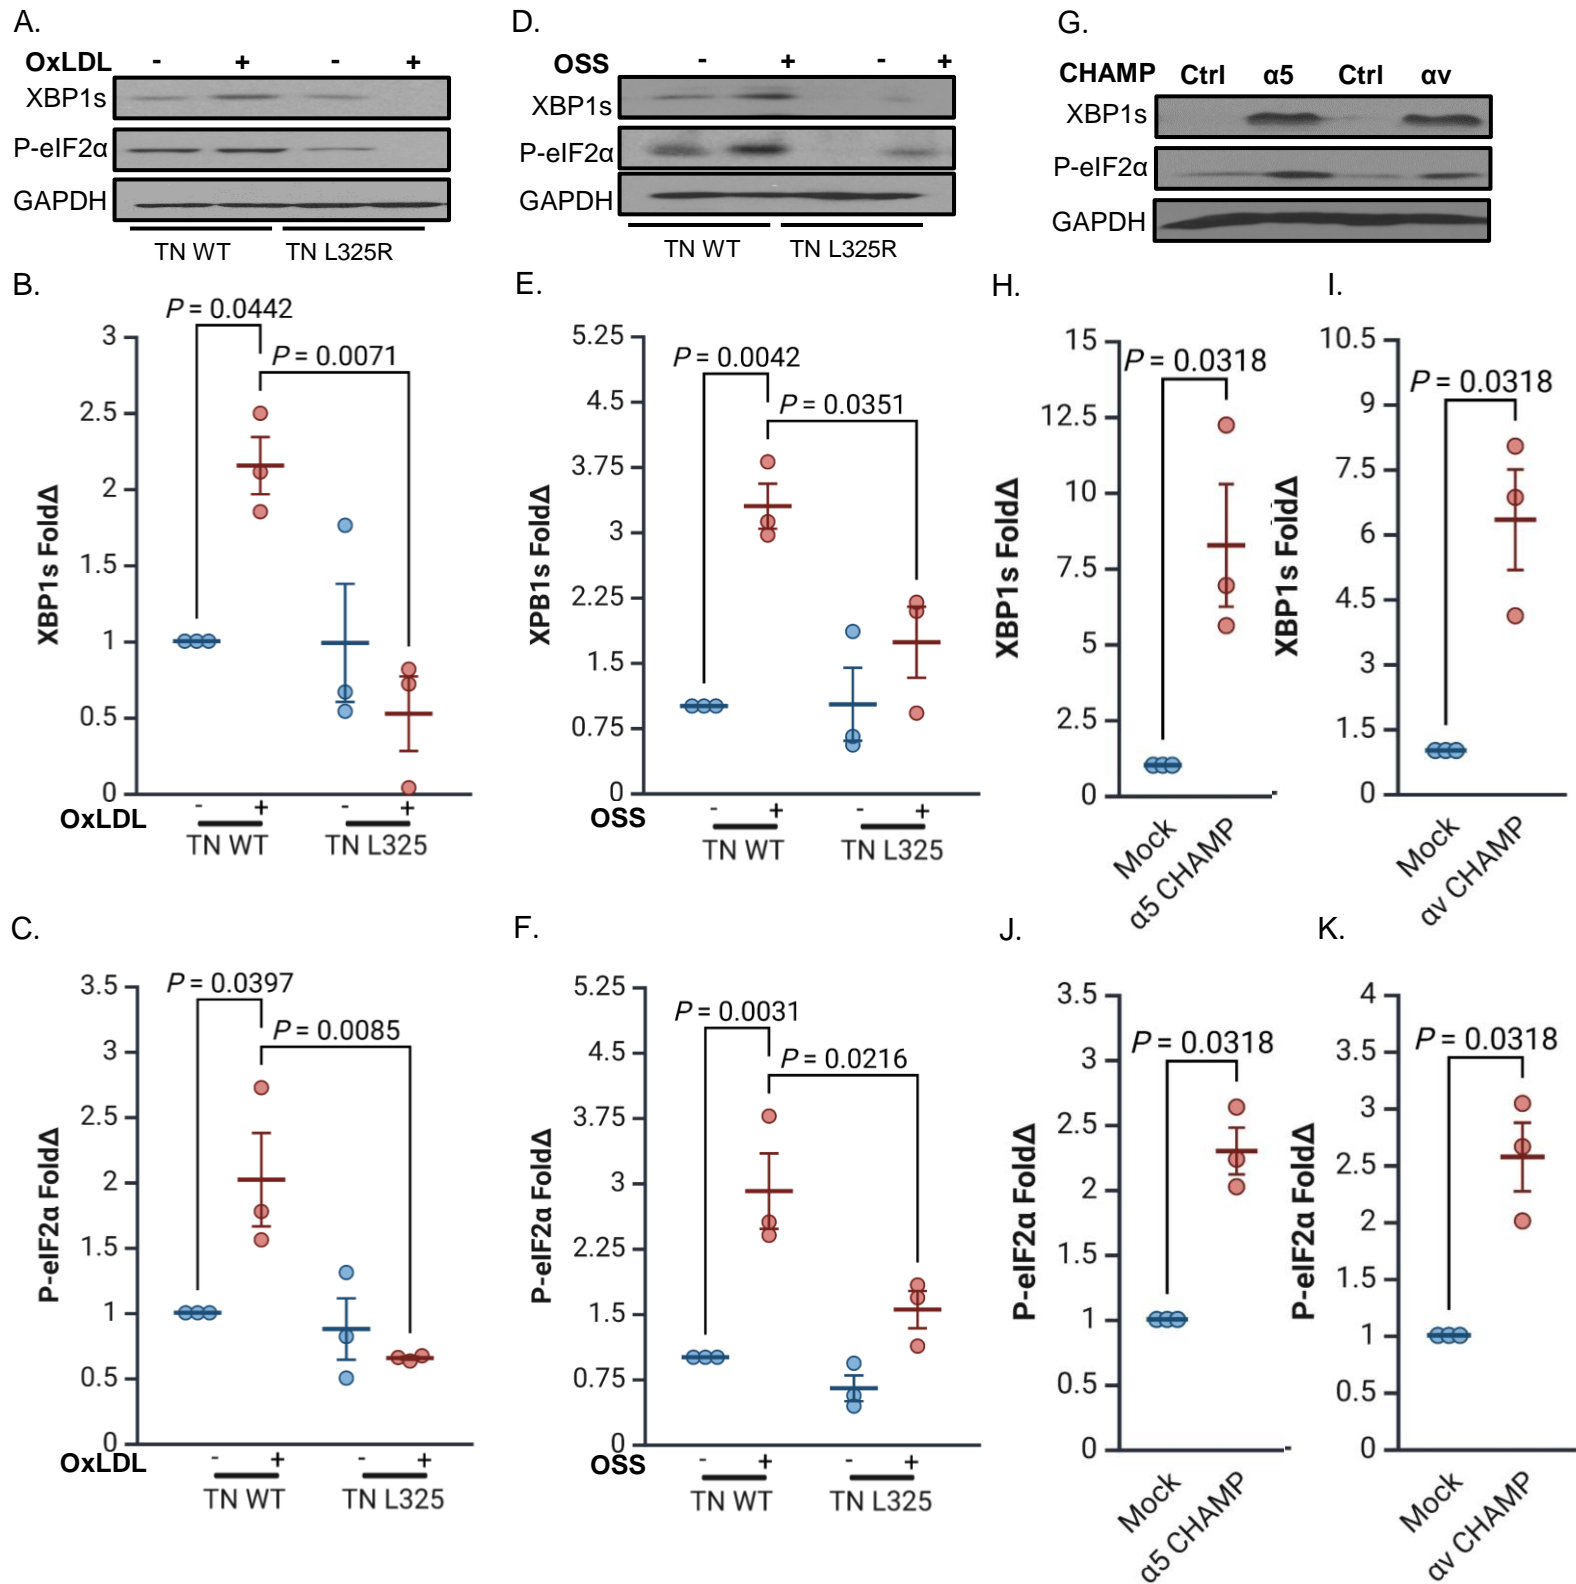 A.
OxLDL - + - +
XBP1s
P-eIF2α
GAPDH
TN WT TN L325R
D.
OSS - + - +
XBP1s
P-eIF2α
GAPDH
TN WT TN L325R
G.
CHAMP Ctrl α5 Ctrl αv
XBP1s
P-eIF2α
GAPDH
B.
P = 0.0442
P = 0.0071
XBP1s FoldΔ
3
2.5
2
1.5
1
0.5
0
OxLDL - + - +
TN WT TN L325
E.
P = 0.0042
P = 0.0351
XPB1s FoldΔ
5.25
4.5
3.75
3
2.25
1.5
0.75
0
OSS - + - +
TN WT TN L325
H.
P = 0.0318
XBP1s FoldΔ
15
12.5
10
7.5
5
2.5
0
Mock
α5 CHAMP
I.
P = 0.0318
XBP1s FoldΔ
10.5
9
7.5
6
4.5
3
1.5
0
Mock
αv CHAMP
C.
P = 0.0397
P = 0.0085
P-eIF2α FoldΔ
3.5
3
2.5
2
1.5
1
0.5
0
OxLDL - + - +
TN WT TN L325
F.
P = 0.0031
P = 0.0216
P-eIF2α FoldΔ
5.25
4.5
3.75
3
2.25
1.5
0.75
0
OSS - + - +
TN WT TN L325
J.
P = 0.0318
P-eIF2α FoldΔ
3.5
3
2.5
2
1.5
1
0.5
0
Mock
α5 CHAMP
K.
P = 0.0318
P-eIF2α FoldΔ
4
3.5
3
2.5
2
1.5
1
0.5
0
Mock
αv CHAMP